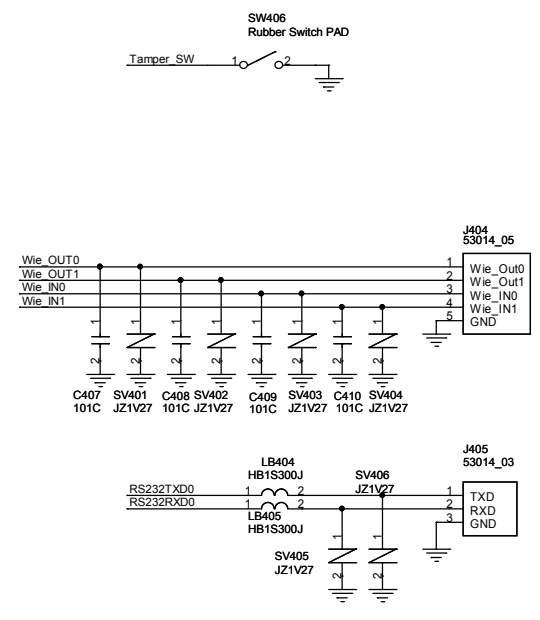 SW406
Rubber Switch PAD
Tamper_SW 1 2
J404
53014_05
Wie_OUT0 1 Wie_Out0
Wie_OUT1 2 Wie_Out1
Wie_IN0 3 Wie_IN0
Wie_IN1 4 Wie_IN1
5 GND
1 1 1 1 1 1 1 1
2 2 2 2 2 2 2 2
C407 SV401 C408 SV402 C409 SV403 C410 SV404
101C JZ1V27 101C JZ1V27 101C JZ1V27 101C JZ1V27
J405
53014_03
LB404
HB1S300J
SV406
JZ1V27
RS232TXD0 1 2 1 TXD
RS232RXD0 1 2 2 RXD
3 GND
LB405
HB1S300J
SV405
JZ1V27
1 1
2 2